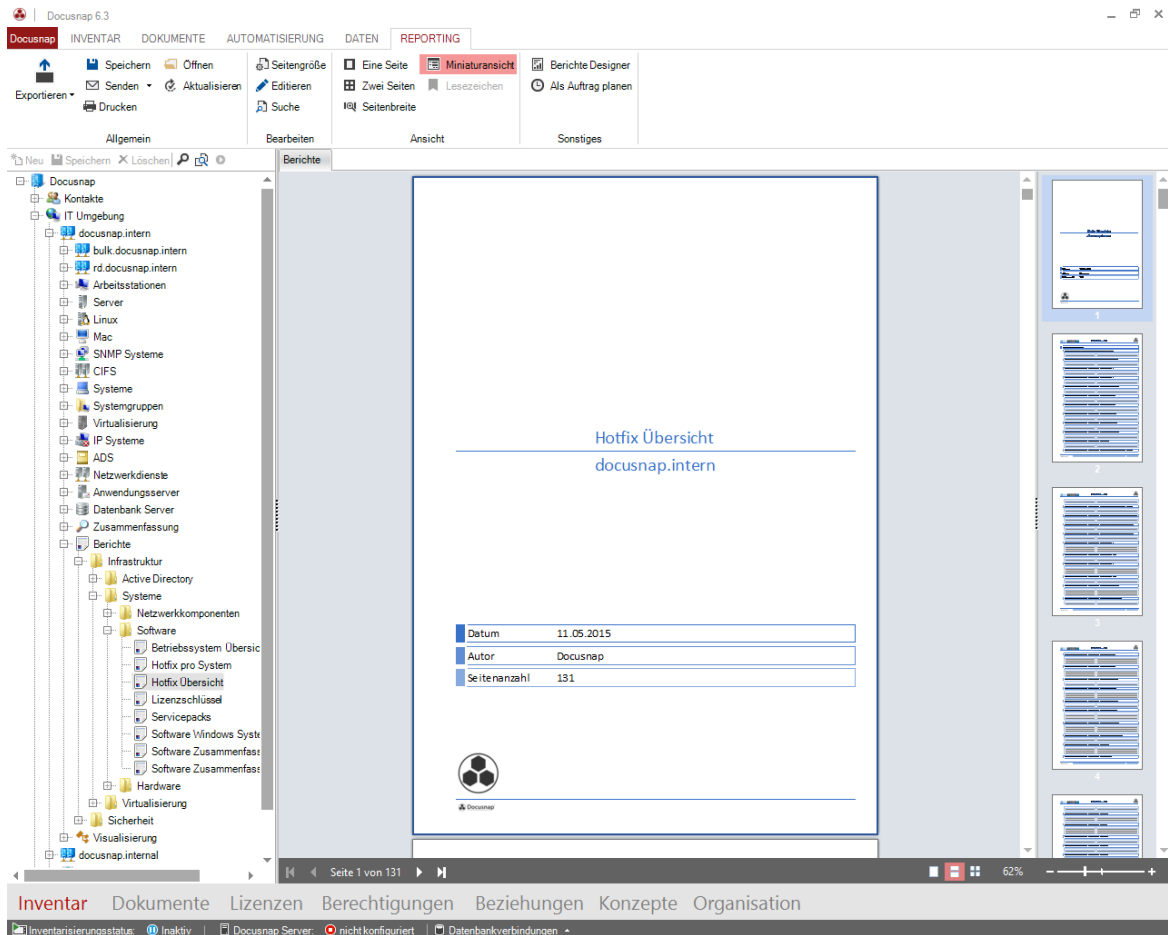 Docusnap 6.3
Docusnap INVENTAR DOKUMENTE AUTOMATISIERUNG DATEN REPORTING
Exportieren
Speichern Öffnen
Senden Aktualisieren
Drucken
Allgemein
Seitengröße
Editieren
Suche
Bearbeiten
Eine Seite Miniaturansicht
Zwei Seiten Lesezeichen
Seitenbreite
Ansicht
Berichte Designer
Als Auftrag planen
Sonstiges
Neu Speichern Löschen
Docusnap
Kontakte
IT Umgebung
docusnap.intern
bulk.docusnap.intern
rd.docusnap.intern
Arbeitsstationen
Server
Linux
Mac
SNMP Systeme
CIFS
Systeme
Systemgruppen
Virtualisierung
IP Systeme
ADS
Netzwerkdienste
Anwendungsserver
Datenbank Server
Zusammenfassung
Berichte
Infrastruktur
Active Directory
Systeme
Netzwerkkomponenten
Software
Betriebssystem Übersic
Hotfix pro System
Hotfix Übersicht
Lizenzschlüssel
Servicepacks
Software Windows Syste
Software Zusammenfass
Software Zusammenfass
Hardware
Virtualisierung
Sicherheit
Visualisierung
docusnap.internal
Berichte
Hotfix Übersicht
docusnap.intern
Datum 11.05.2015
Autor Docusnap
Seitenanzahl 131
Docusnap
1
2
3
4
Seite 1 von 131
62%
Inventar Dokumente Lizenzen Berechtigungen Beziehungen Konzepte Organisation
Inventarisierungsstatus: Inaktiv | Docusnap Server: nicht konfiguriert | Datenbankverbindungen